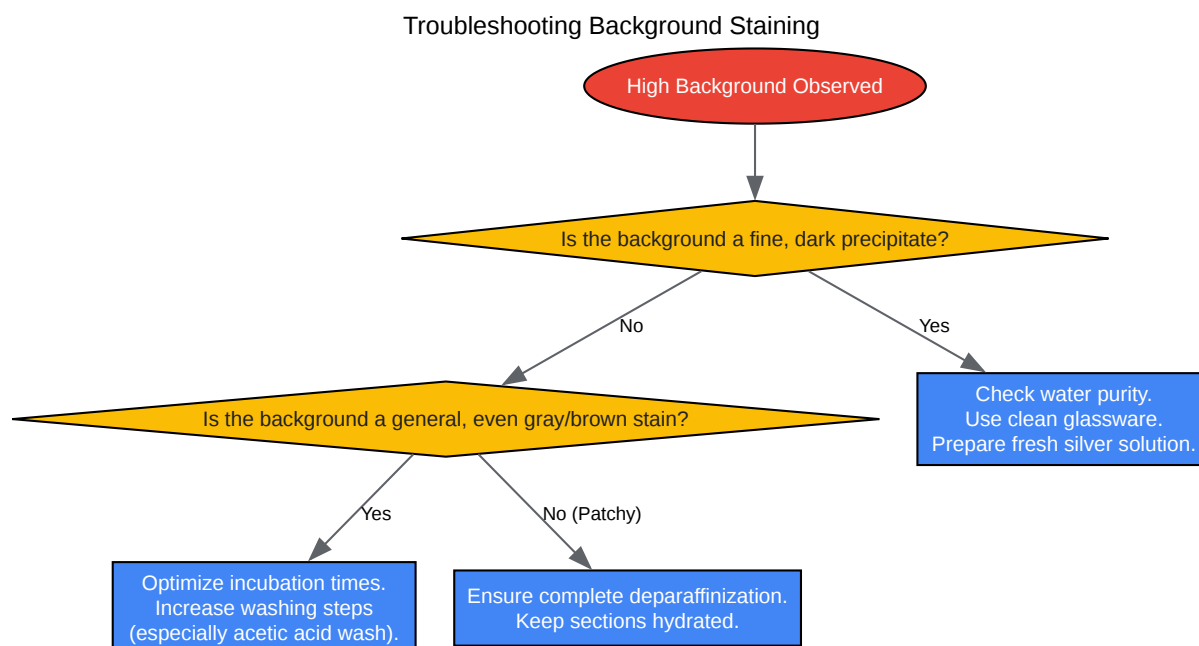 Troubleshooting Background Staining
High Background Observed
Is the background a fine, dark precipitate?
No
Yes
Is the background a general, even gray/brown stain?
Check water purity.
Use clean glassware.
Prepare fresh silver solution.
Yes
No (Patchy)
Optimize incubation times.
Increase washing steps
(especially acetic acid wash).
Ensure complete deparaffinization.
Keep sections hydrated.